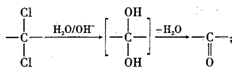 Cl OH
—C— H₂O/OH⁻ → [ —C— ] −H₂O → —C— ;
Cl OH O